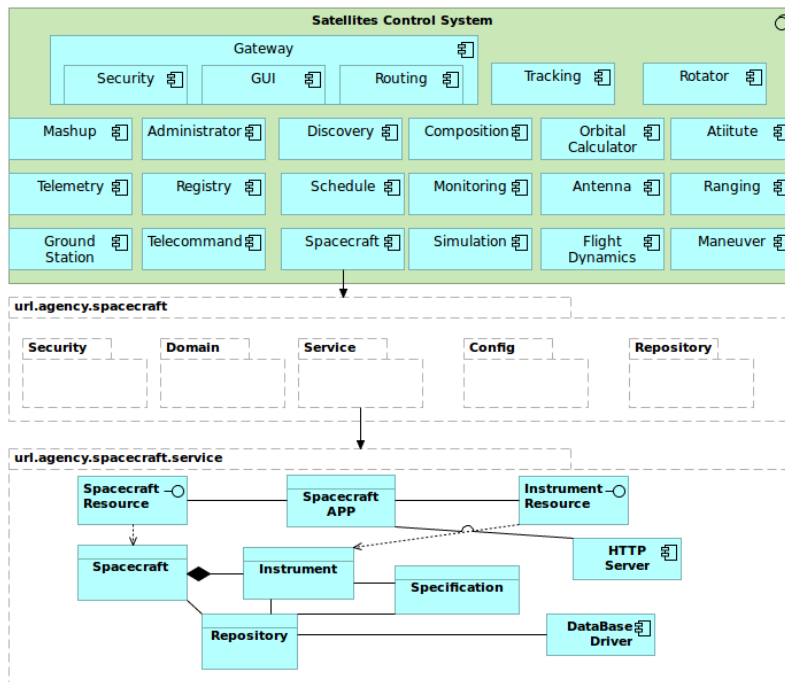 Satellites Control System
Gateway
Security
GUI
Routing
Tracking
Rotator
Mashup
Administrator
Discovery
Composition
Orbital
Calculator
Atiitute
Telemetry
Registry
Schedule
Monitoring
Antenna
Ranging
Ground
Station
Telecommand
Spacecraft
Simulation
Flight
Dynamics
Maneuver
url.agency.spacecraft
Security
Domain
Service
Config
Repository
url.agency.spacecraft.service
Spacecraft
Resource
Spacecraft
APP
Instrument
Resource
HTTP
Server
Spacecraft
Instrument
Specification
Repository
DataBase
Driver